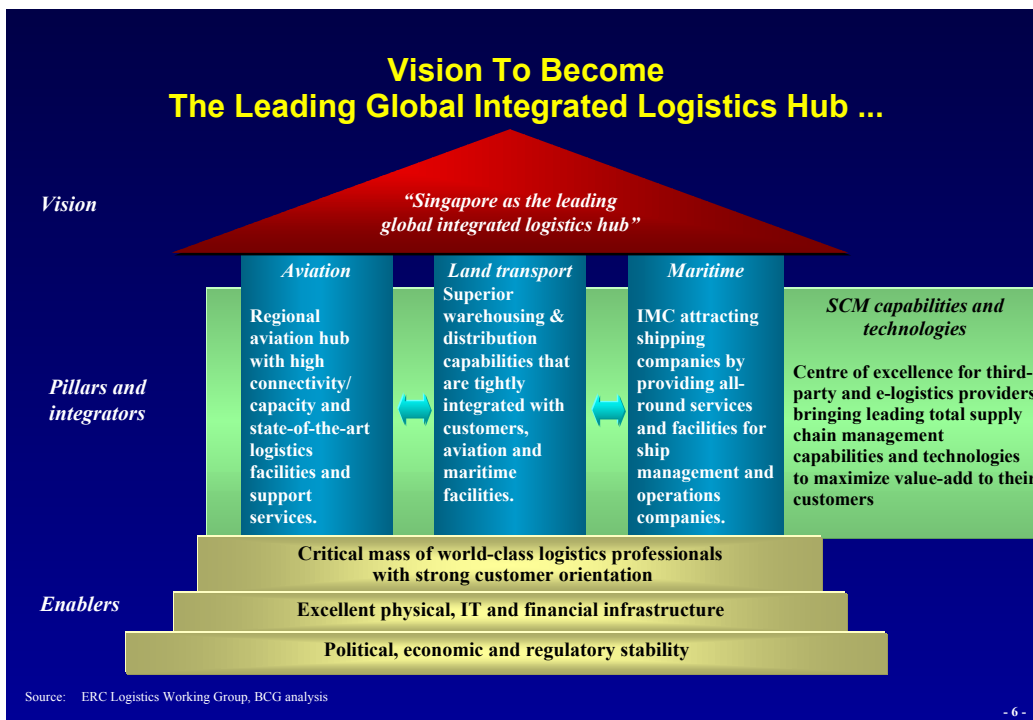 Vision To Become
The Leading Global Integrated Logistics Hub ...
Vision
“Singapore as the leading
global integrated logistics hub”
Pillars and
integrators
Aviation
Regional
aviation hub
with high
connectivity/
capacity and
state-of-the-art
logistics
facilities and
support
services.
Land transport
Superior
warehousing &
distribution
capabilities that
are tightly
integrated with
customers,
aviation and
maritime
facilities.
Maritime
IMC attracting
shipping
companies by
providing all-
round services
and facilities for
ship
management and
operations
companies.
SCM capabilities and
technologies
Centre of excellence for third-
party and e-logistics providers
bringing leading total supply
chain management
capabilities and technologies
to maximize value-add to their
customers
Enablers
Critical mass of world-class logistics professionals
with strong customer orientation
Excellent physical, IT and financial infrastructure
Political, economic and regulatory stability
Source: ERC Logistics Working Group, BCG analysis
- 6 -